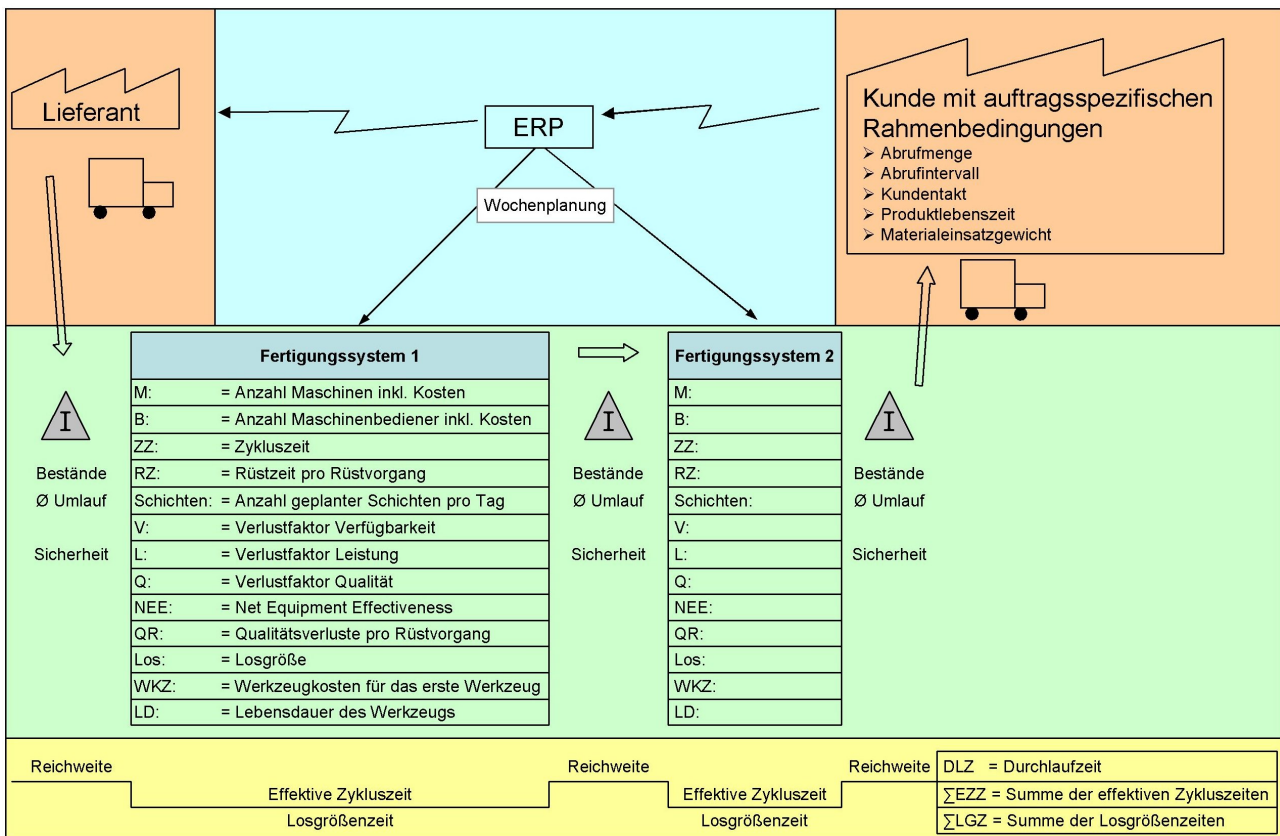 Lieferant
ERP
Wochenplanung
Kunde mit auftragsspezifischen
Rahmenbedingungen
➢ Abrufmenge
➢ Abrufintervall
➢ Kundentakt
➢ Produktlebenszeit
➢ Materialeinsatzgewicht
I
Bestände
Ø Umlauf
Sicherheit
Fertigungssystem 1
M: = Anzahl Maschinen inkl. Kosten
B: = Anzahl Maschinenbediener inkl. Kosten
ZZ: = Zykluszeit
RZ: = Rüstzeit pro Rüstvorgang
Schichten: = Anzahl geplanter Schichten pro Tag
V: = Verlustfaktor Verfügbarkeit
L: = Verlustfaktor Leistung
Q: = Verlustfaktor Qualität
NEE: = Net Equipment Effectiveness
QR: = Qualitätsverluste pro Rüstvorgang
Los: = Losgröße
WKZ: = Werkzeugkosten für das erste Werkzeug
LD: = Lebensdauer des Werkzeugs
I
Bestände
Ø Umlauf
Sicherheit
Fertigungssystem 2
M:
B:
ZZ:
RZ:
Schichten:
V:
L:
Q:
NEE:
QR:
Los:
WKZ:
LD:
I
Bestände
Ø Umlauf
Sicherheit
Reichweite
Effektive Zykluszeit
Losgrößenzeit
Reichweite
Effektive Zykluszeit
Losgrößenzeit
Reichweite
DLZ = Durchlaufzeit
∑EZZ = Summe der effektiven Zykluszeiten
∑LGZ = Summe der Losgrößenzeiten